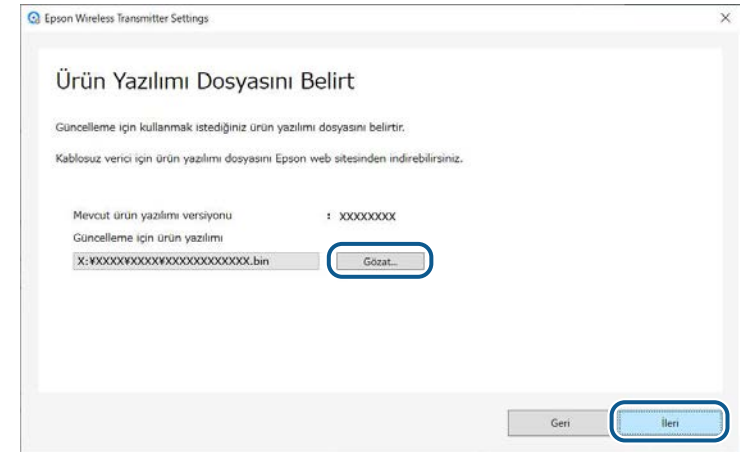 Epson Wireless Transmitter Settings
Ürün Yazılımı Dosyasını Belirt
Güncelleme için kullanmak istediğiniz ürün yazılımı dosyasını belirtir.
Kablosuz verici için ürün yazılımı dosyasını Epson web sitesinden indirebilirsiniz.
Mevcut ürün yazılımı versiyonu : XXXXXXXX
Güncelleme için ürün yazılımı
X:¥XXXX¥XXXX¥XXXXXXXXXXXX.bin Gözat...
Geri İleri